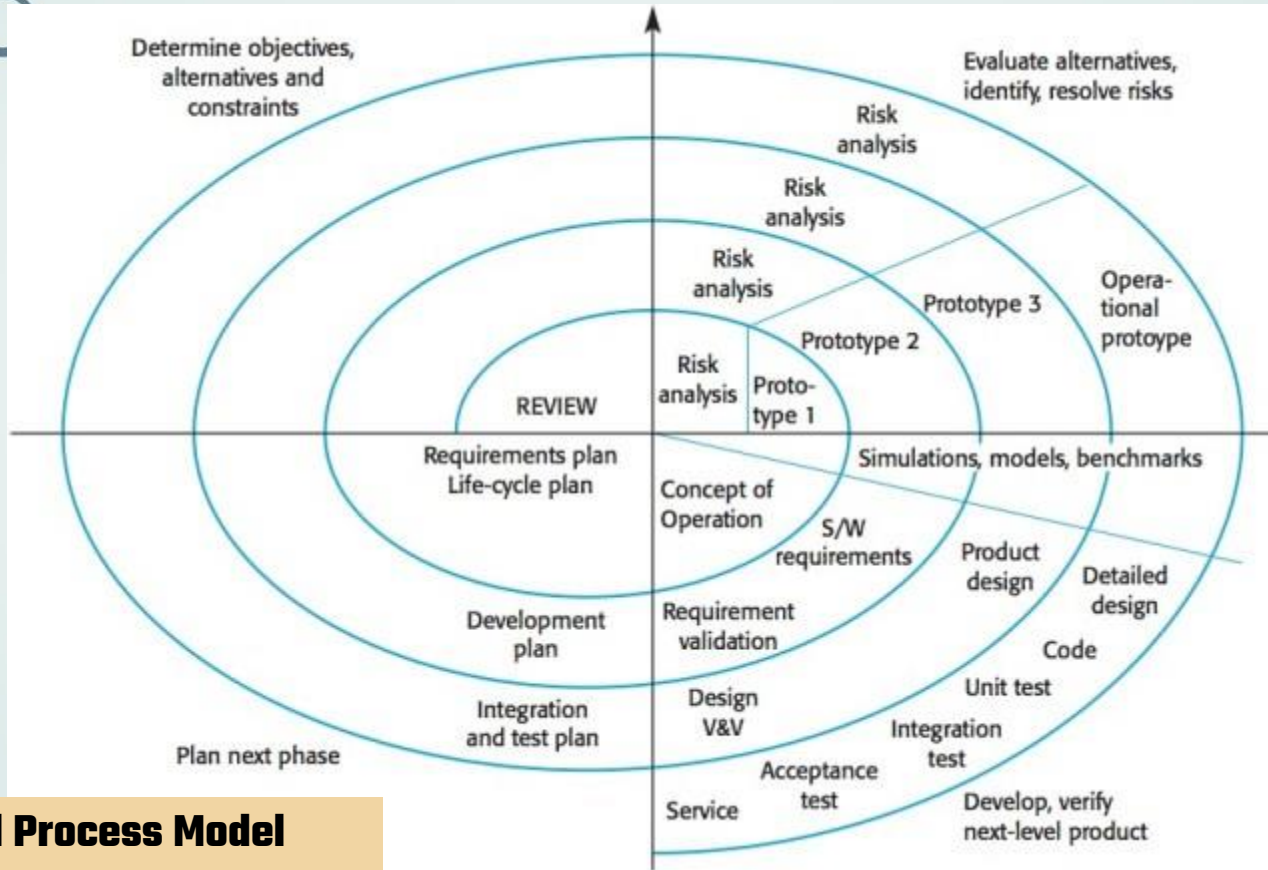 Determine objectives,
alternatives and
constraints
Evaluate alternatives,
identify, resolve risks
Risk
analysis
Risk
analysis
Risk
analysis
Risk
analysis
Proto-
type 1
Prototype 2
Prototype 3
Opera-
tional
protoype
REVIEW
Requirements plan
Life-cycle plan
Simulations, models, benchmarks
Concept of
Operation
S/W
requirements
Product
design
Detailed
design
Development
plan
Requirement
validation
Code
Unit test
Integration
and test plan
Design
V&V
Integration
test
Plan next phase
Acceptance
test
Service
Develop, verify
next-level product
Process Model